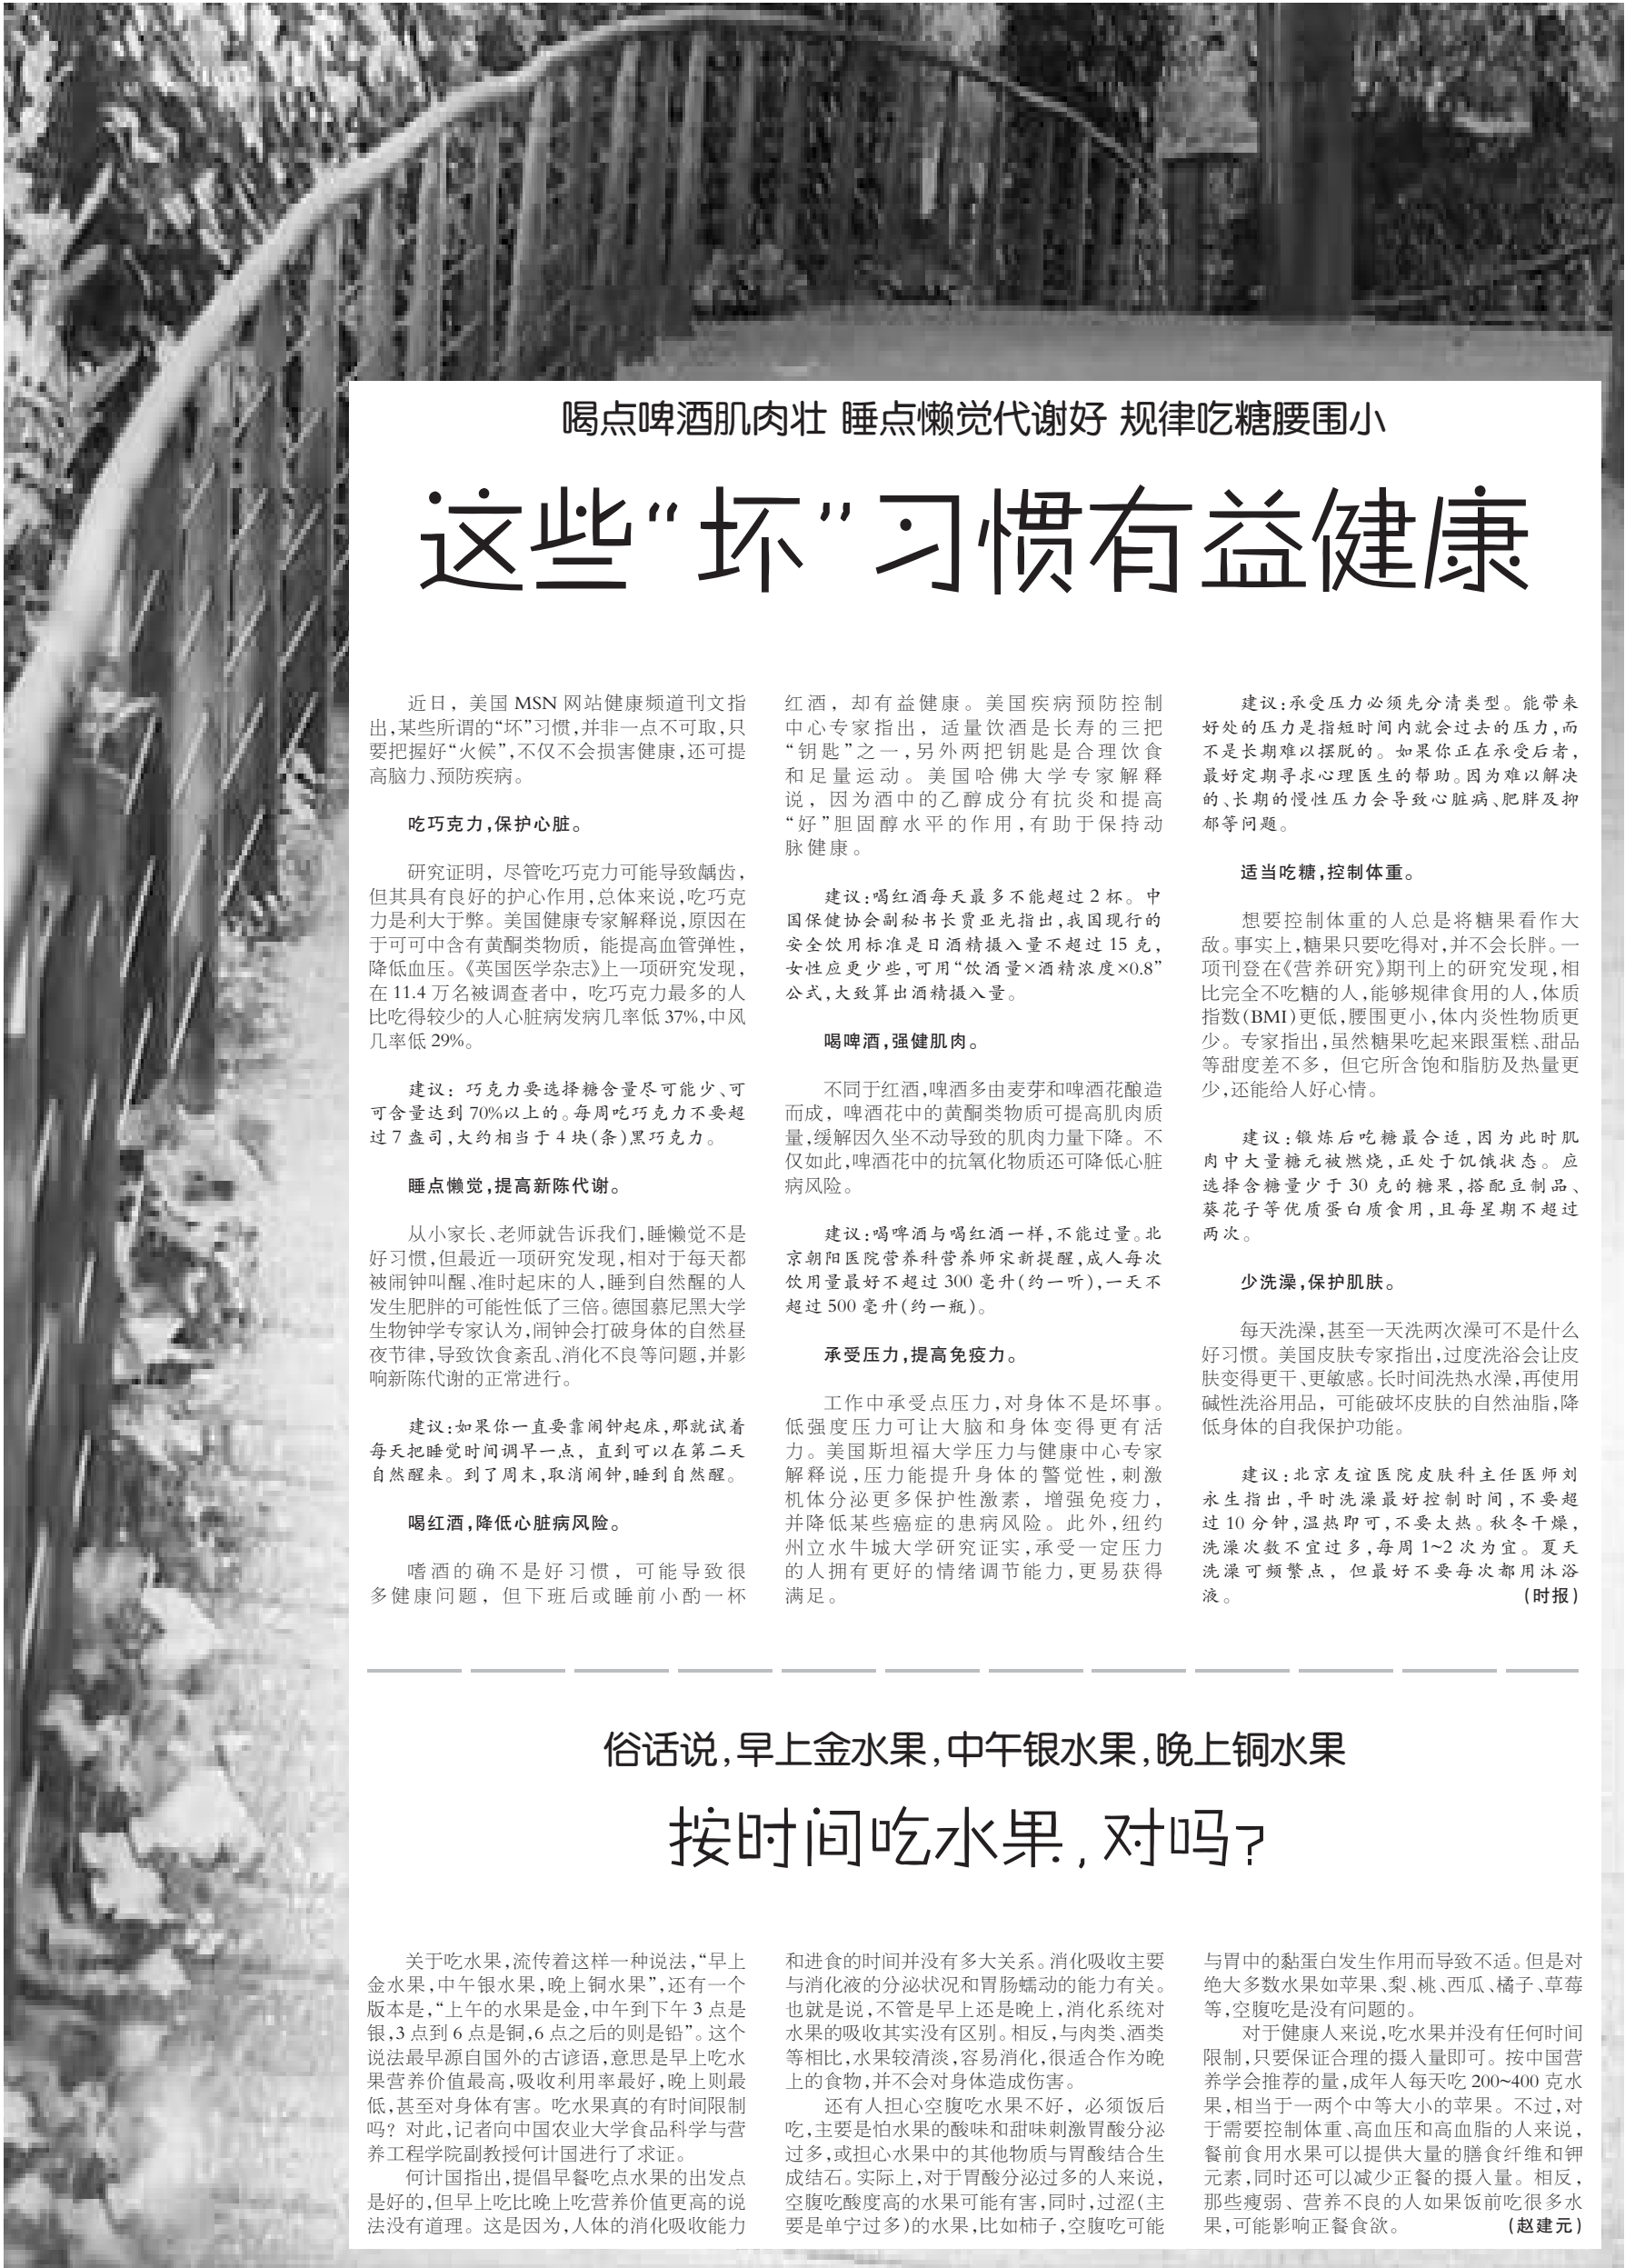 喝点啤酒肌肉壮 睡点懒觉代谢好 规律吃糖腰围小
这些“坏”习惯有益健康
近日，美国 MSN 网站健康频道刊文指
出，某些所谓的“坏”习惯，并非一点不可取，只
要把握好“火候”，不仅不会损害健康，还可提
高脑力、预防疾病。
吃巧克力，保护心脏。
研究证明，尽管吃巧克力可能导致龋齿，
但其具有良好的护心作用，总体来说，吃巧克
力是利大于弊。美国健康专家解释说，原因在
于可可中含有黄酮类物质，能提高血管弹性，
降低血压。《英国医学杂志》上一项研究发现，
在 11.4 万名被调查者中，吃巧克力最多的人
比吃得较少的人心脏病发病几率低 37%，中风
几率低 29%。
建议：巧克力要选择糖含量尽可能少、可
可含量达到 70%以上的。每周吃巧克力不要超
过 7 盎司，大约相当于 4 块（条）黑巧克力。
睡点懒觉，提高新陈代谢。
从小家长、老师就告诉我们，睡懒觉不是
好习惯，但最近一项研究发现，相对于每天都
被闹钟叫醒、准时起床的人，睡到自然醒的人
发生肥胖的可能性低了三倍。德国慕尼黑大学
生物钟学专家认为，闹钟会打破身体的自然昼
夜节律，导致饮食紊乱、消化不良等问题，并影
响新陈代谢的正常进行。
建议：如果你一直要靠闹钟起床，那就试着
每天把睡觉时间调早一点，直到可以在第二天
自然醒来。到了周末，取消闹钟，睡到自然醒。
喝红酒，降低心脏病风险。
嗜酒的确不是好习惯，可能导致很
多健康问题，但下班后或睡前小酌一杯
红酒，却有益健康。美国疾病预防控制
中心专家指出，适量饮酒是长寿的三把
“钥匙”之一，另外两把钥匙是合理饮食
和足量运动。美国哈佛大学专家解释
说，因为酒中的乙醇成分有抗炎和提高
“好”胆固醇水平的作用，有助于保持动
脉健康。
建议：喝红酒每天最多不能超过 2 杯。中
国保健协会副秘书长贾亚光指出，我国现行的
安全饮用标准是日酒精摄入量不超过 15 克，
女性应更少些，可用“饮酒量×酒精浓度×0.8”
公式，大致算出酒精摄入量。
喝啤酒，强健肌肉。
不同于红酒，啤酒多由麦芽和啤酒花酿造
而成，啤酒花中的黄酮类物质可提高肌肉质
量，缓解因久坐不动导致的肌肉力量下降。不
仅如此，啤酒花中的抗氧化物质还可降低心脏
病风险。
建议：喝啤酒与喝红酒一样，不能过量。北
京朝阳医院营养科营养师宋新提醒，成人每次
饮用量最好不超过 300 毫升（约一听），一天不
超过 500 毫升（约一瓶）。
承受压力，提高免疫力。
工作中承受点压力，对身体不是坏事。
低强度压力可让大脑和身体变得更有活
力。美国斯坦福大学压力与健康中心专家
解释说，压力能提升身体的警觉性，刺激
机体分泌更多保护性激素，增强免疫力，
并降低某些癌症的患病风险。此外，纽约
州立水牛城大学研究证实，承受一定压力
的人拥有更好的情绪调节能力，更易获得
满足。
建议：承受压力必须先分清类型。能带来
好处的压力是指短时间内就会过去的压力，而
不是长期难以摆脱的。如果你正在承受后者，
最好定期寻求心理医生的帮助。因为难以解决
的、长期的慢性压力会导致心脏病、肥胖及抑
郁等问题。
适当吃糖，控制体重。
想要控制体重的人总是将糖果看作大
敌。事实上，糖果只要吃得对，并不会长胖。一
项刊登在《营养研究》期刊上的研究发现，相
比完全不吃糖的人，能够规律食用的人，体质
指数（BMI）更低，腰围更小，体内炎性物质更
少。专家指出，虽然糖果吃起来跟蛋糕、甜品
等甜度差不多，但它所含饱和脂肪及热量更
少，还能给人好心情。
建议：锻炼后吃糖最合适，因为此时肌
肉中大量糖元被燃烧，正处于饥饿状态。应
选择含糖量少于 30 克的糖果，搭配豆制品、
葵花子等优质蛋白质食用，且每星期不超过
两次。
少洗澡，保护肌肤。
每天洗澡，甚至一天洗两次澡可不是什么
好习惯。美国皮肤专家指出，过度洗浴会让皮
肤变得更干、更敏感。长时间洗热水澡，再使用
碱性洗浴用品，可能破坏皮肤的自然油脂，降
低身体的自我保护功能。
建议：北京友谊医院皮肤科主任医师刘
永生指出，平时洗澡最好控制时间，不要超
过 10 分钟，温热即可，不要太热。秋冬干燥，
洗澡次数不宜过多，每周 1~2 次为宜。夏天
洗澡可频繁点，但最好不要每次都用沐浴
液。 （时报）
俗话说，早上金水果，中午银水果，晚上铜水果
按时间吃水果，对吗？
关于吃水果，流传着这样一种说法，“早上
金水果，中午银水果，晚上铜水果”，还有一个
版本是，“上午的水果是金，中午到下午 3 点是
银，3 点到 6 点是铜，6 点之后的则是铅”。这个
说法最早源自国外的古谚语，意思是早上吃水
果营养价值最高，吸收利用率最好，晚上则最
低，甚至对身体有害。吃水果真的有时间限制
吗？对此，记者向中国农业大学食品科学与营
养工程学院副教授何计国进行了求证。
何计国指出，提倡早餐吃点水果的出发点
是好的，但早上吃比晚上吃营养价值更高的说
法没有道理。这是因为，人体的消化吸收能力
和进食的时间并没有多大关系。消化吸收主要
与消化液的分泌状况和胃肠蠕动的能力有关。
也就是说，不管是早上还是晚上，消化系统对
水果的吸收其实没有区别。相反，与肉类、酒类
等相比，水果较清淡，容易消化，很适合作为晚
上的食物，并不会对身体造成伤害。
还有人担心空腹吃水果不好，必须饭后
吃，主要是怕水果的酸味和甜味刺激胃酸分泌
过多，或担心水果中的其他物质与胃酸结合生
成结石。实际上，对于胃酸分泌过多的人来说，
空腹吃酸度高的水果可能有害，同时，过涩（主
要是单宁过多）的水果，比如柿子，空腹吃可能
与胃中的黏蛋白发生作用而导致不适。但是对
绝大多数水果如苹果、梨、桃、西瓜、橘子、草莓
等，空腹吃是没有问题的。
对于健康人来说，吃水果并没有任何时间
限制，只要保证合理的摄入量即可。按中国营
养学会推荐的量，成年人每天吃 200~400 克水
果，相当于一两个中等大小的苹果。不过，对
于需要控制体重、高血压和高血脂的人来说，
餐前食用水果可以提供大量的膳食纤维和钾
元素，同时还可以减少正餐的摄入量。相反，
那些瘦弱、营养不良的人如果饭前吃很多水
果，可能影响正餐食欲。 （赵建元）